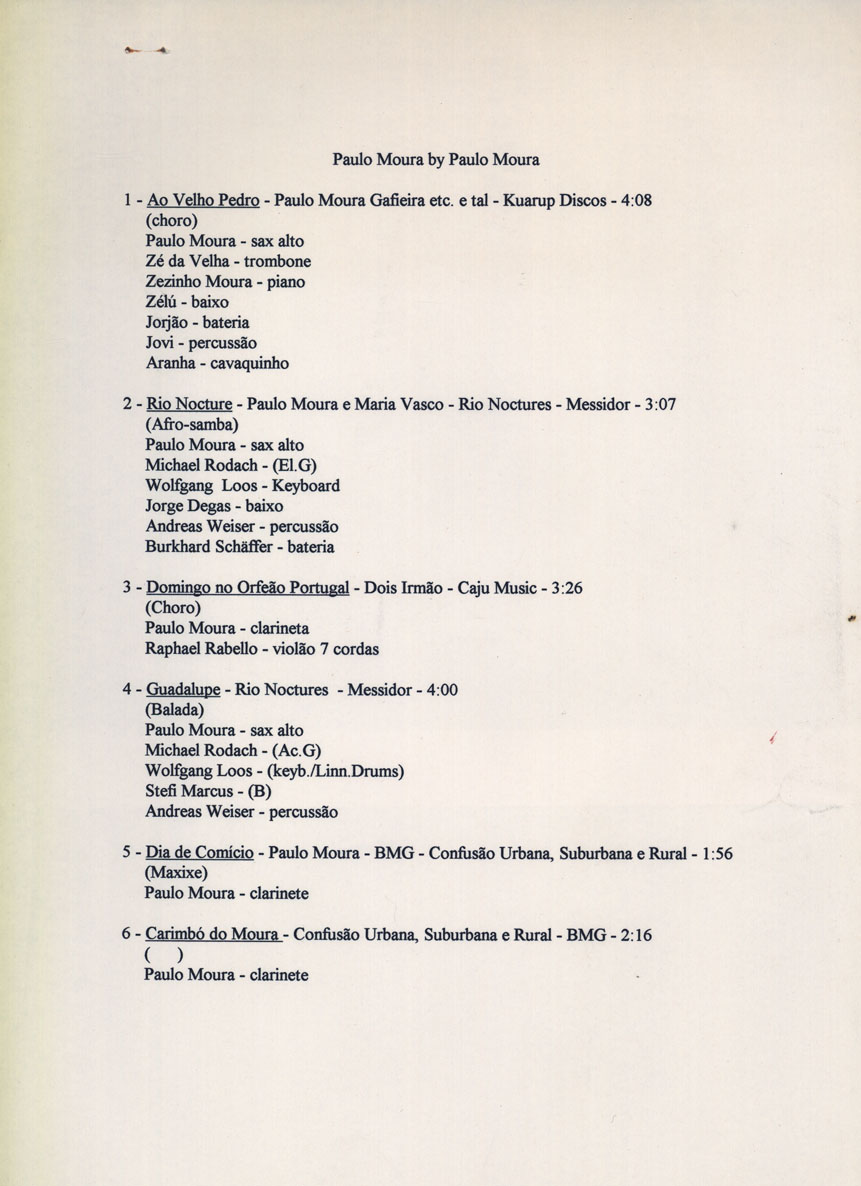 Paulo Moura by Paulo Moura
1 - Ao Velho Pedro - Paulo Moura Gafieira etc. e tal - Kuarup Discos - 4:08
(choro)
Paulo Moura - sax alto
Zé da Velha - trombone
Zezinho Moura - piano
Zélú - baixo
Jorjão - bateria
Jovi - percussão
Aranha - cavaquinho
2 - Rio Nocture - Paulo Moura e Maria Vasco - Rio Noctures - Messidor - 3:07
(Afro-samba)
Paulo Moura - sax alto
Michael Rodach - (El.G)
Wolfgang Loos - Keyboard
Jorge Degas - baixo
Andreas Weiser - percussão
Burkhard Schäffer - bateria
3 - Domingo no Orfeão Portugal - Dois Irmão - Caju Music - 3:26
(Choro)
Paulo Moura - clarineta
Raphael Rabello - violão 7 cordas
4 - Guadalupe - Rio Noctures - Messidor - 4:00
(Balada)
Paulo Moura - sax alto
Michael Rodach - (Ac.G)
Wolfgang Loos - (keyb./Linn.Drums)
Stefi Marcus - (B)
Andreas Weiser - percussão
5 - Dia de Comício - Paulo Moura - BMG - Confusão Urbana, Suburbana e Rural - 1:56
(Maxixe)
Paulo Moura - clarinete
6 - Carimbó do Moura - Confusão Urbana, Suburbana e Rural - BMG - 2:16
(    )
Paulo Moura - clarinete